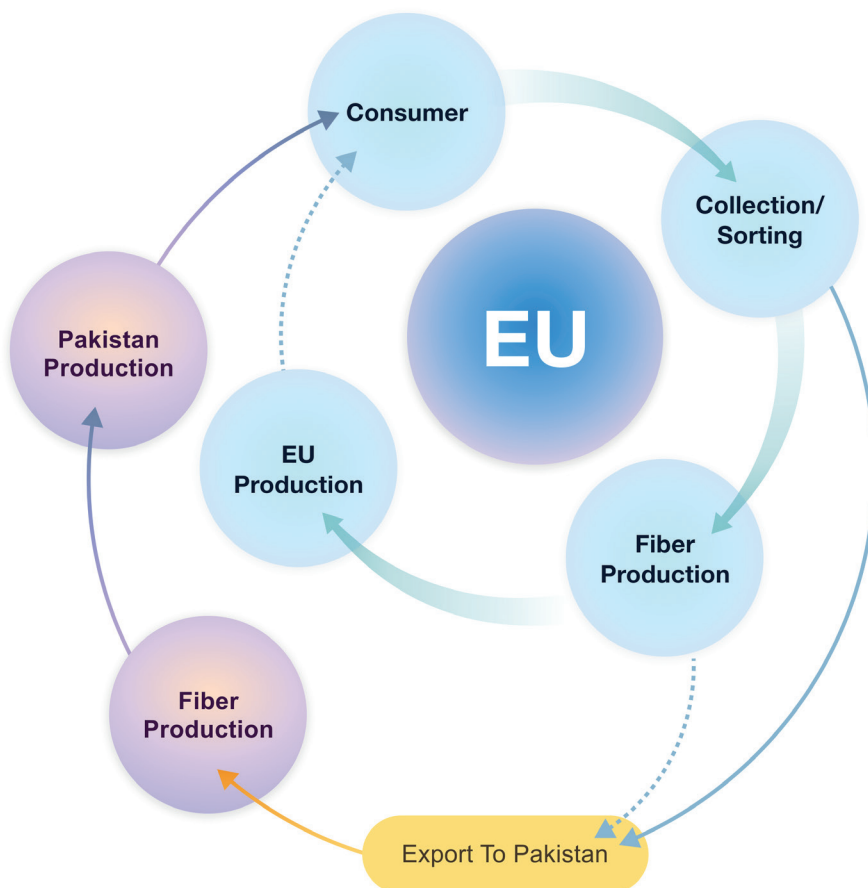 Consumer
Collection/
Sorting
EU
Pakistan
Production
EU
Production
Fiber
Production
Fiber
Production
Export To Pakistan